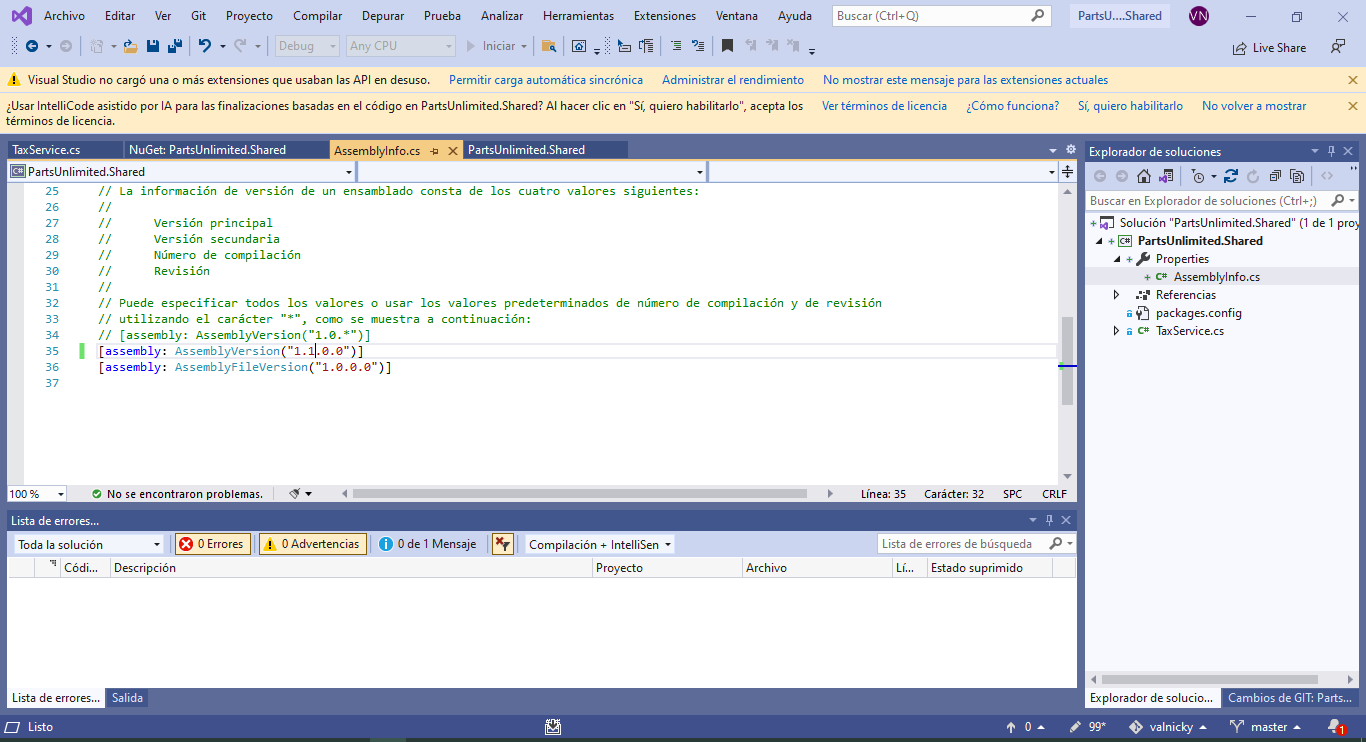 Archivo Editar Ver Git Proyecto Compilar Depurar Prueba Analizar Herramientas Extensiones Ventana Ayuda Buscar (Ctrl+Q) PartsU....Shared VN
Debug Any CPU Iniciar Live Share
Visual Studio no cargó una o más extensiones que usaban las API en desuso. Permitir carga automática sincrónica Administrar el rendimiento No mostrar este mensaje para las extensiones actuales
¿Usar IntelliCode asistido por IA para las finalizaciones basadas en el código en PartsUnlimited.Shared? Al hacer clic en "Sí, quiero habilitarlo", acepta los Ver términos de licencia ¿Cómo funciona? Sí, quiero habilitarlo No volver a mostrar
términos de licencia.
TaxService.cs NuGet: PartsUnlimited.Shared AssemblyInfo.cs PartsUnlimited.Shared
PartsUnlimited.Shared
25 // La información de versión de un ensamblado consta de los cuatro valores siguientes:
26 //
27 // Versión principal
28 // Versión secundaria
29 // Número de compilación
30 // Revisión
31 //
32 // Puede especificar todos los valores o usar los valores predeterminados de número de compilación y de revisión
33 // utilizando el carácter "*", como se muestra a continuación:
34 // [assembly: AssemblyVersion("1.0.*")]
35 [assembly: AssemblyVersion("1.1.0.0")]
36 [assembly: AssemblyFileVersion("1.0.0.0")]
37
100 % No se encontraron problemas. Línea: 35 Carácter: 32 SPC CRLF
Lista de errores...
Toda la solución 0 Errores 0 Advertencias 0 de 1 Mensaje Compilación + IntelliSen Lista de errores de búsqueda
Códi... Descripción Proyecto Archivo Lí... Estado suprimido
Lista de errores... Salida
Explorador de soluciones
Buscar en Explorador de soluciones (Ctrl+;)
Solución "PartsUnlimited.Shared" (1 de 1 proy
PartsUnlimited.Shared
Properties
AssemblyInfo.cs
Referencias
packages.config
TaxService.cs
Explorador de solucio... Cambios de GIT: Parts...
Listo 0 99* valnicky master 1